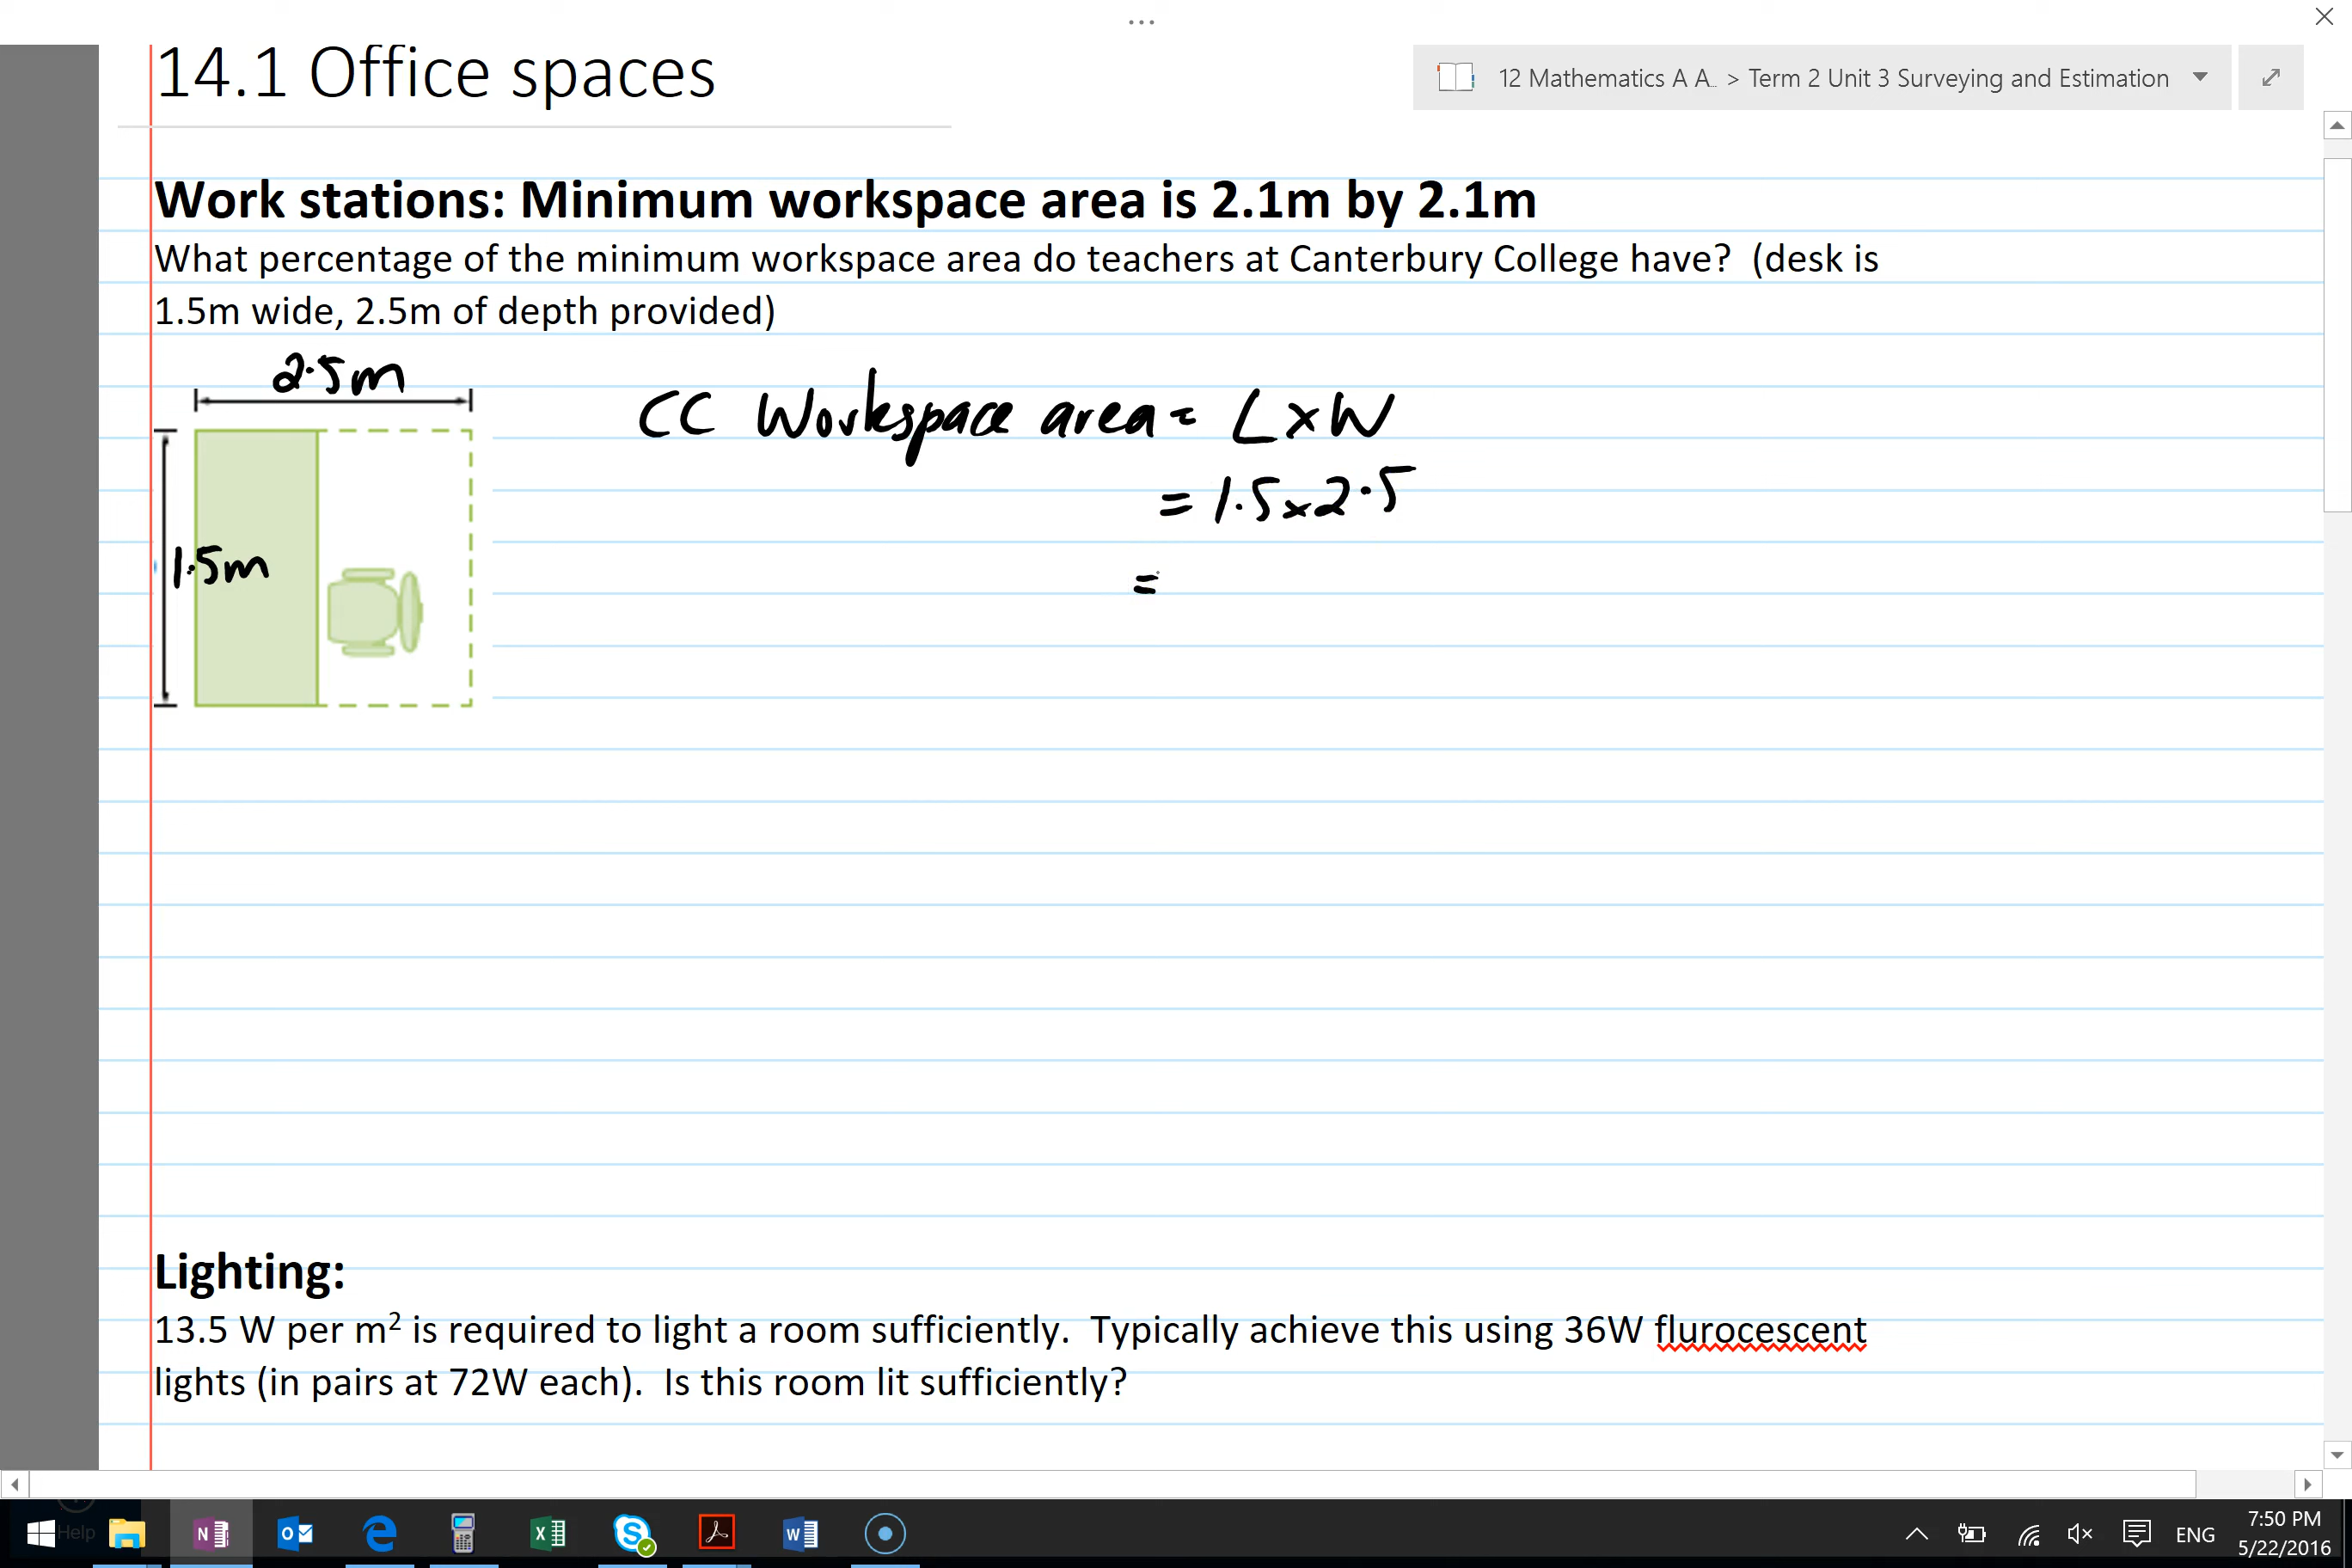 14.1 Office spaces
12 Mathematics A A... > Term 2 Unit 3 Surveying and Estimation
Work stations: Minimum workspace area is 2.1m by 2.1m
What percentage of the minimum workspace area do teachers at Canterbury College have? (desk is
1.5m wide, 2.5m of depth provided)
2.5m
CC Workspace area = L×W
= 1.5×2.5
1.5m
=
Lighting:
13.5 W per m² is required to light a room sufficiently. Typically achieve this using 36W flurocescent
lights (in pairs at 72W each). Is this room lit sufficiently?
Help
ENG
7:50 PM
5/22/2016